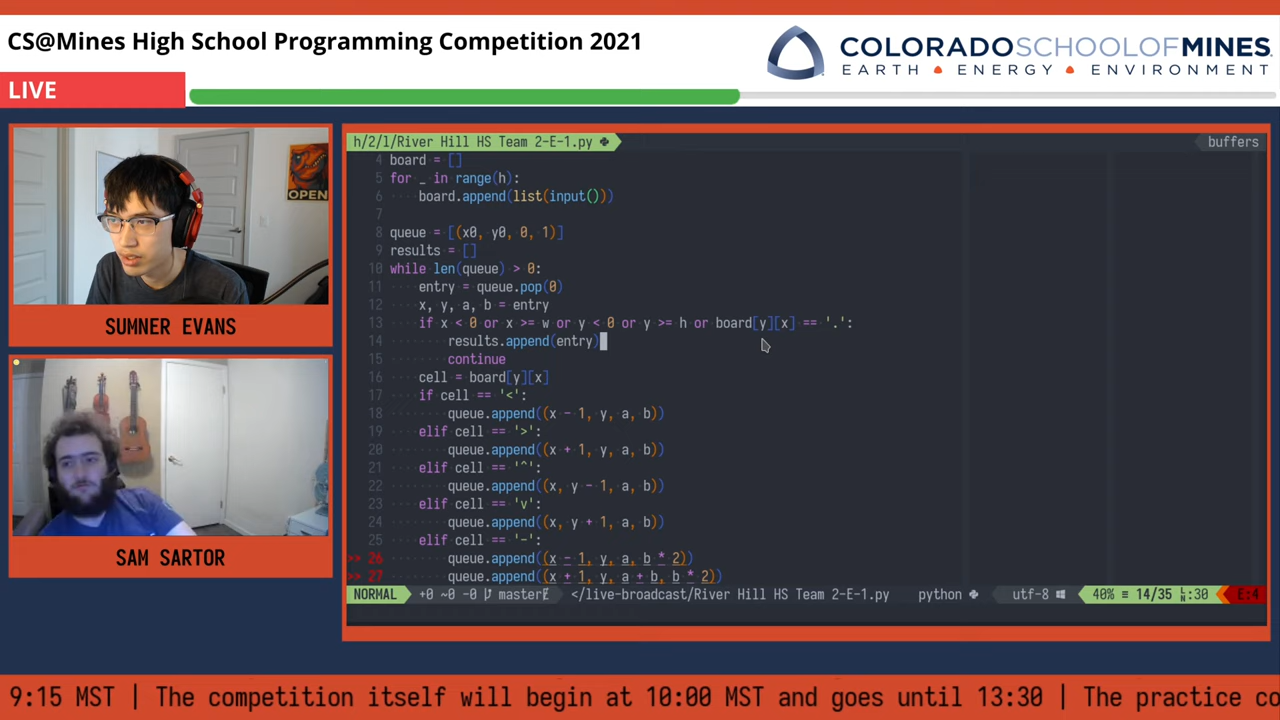 CS@Mines High School Programming Competition 2021
COLORADOSCHOOLOFMINES
EARTH • ENERGY • ENVIRONMENT
LIVE
OPEN
SUMNER EVANS
SAM SARTOR
h/2/l/River Hill HS Team 2-E-1.py
buffers
4 board = []
5 for _ in range(h):
6 board.append(list(input()))
7
8 queue = [(x0, y0, 0, 1)]
9 results = []
10 while len(queue) > 0:
11 entry = queue.pop(0)
12 x, y, a, b = entry
13 if x < 0 or x >= w or y < 0 or y >= h or board[y][x] == '.':
14 results.append(entry)
15 continue
16 cell = board[y][x]
17 if cell == '<':
18 queue.append((x - 1, y, a, b))
19 elif cell == '>':
20 queue.append((x + 1, y, a, b))
21 elif cell == '^':
22 queue.append((x, y - 1, a, b))
23 elif cell == 'v':
24 queue.append((x, y + 1, a, b))
25 elif cell == '-':
>> 26 queue.append((x - 1, y, a, b * 2))
>> 27 queue.append((x + 1, y, a + b, b * 2))
NORMAL +0 ~0 -0 master </live-broadcast/River Hill HS Team 2-E-1.py python utf-8 40% ≡ 14/35 :30 E:4
9:15 MST | The competition itself will begin at 10:00 MST and goes until 13:30 | The practice co